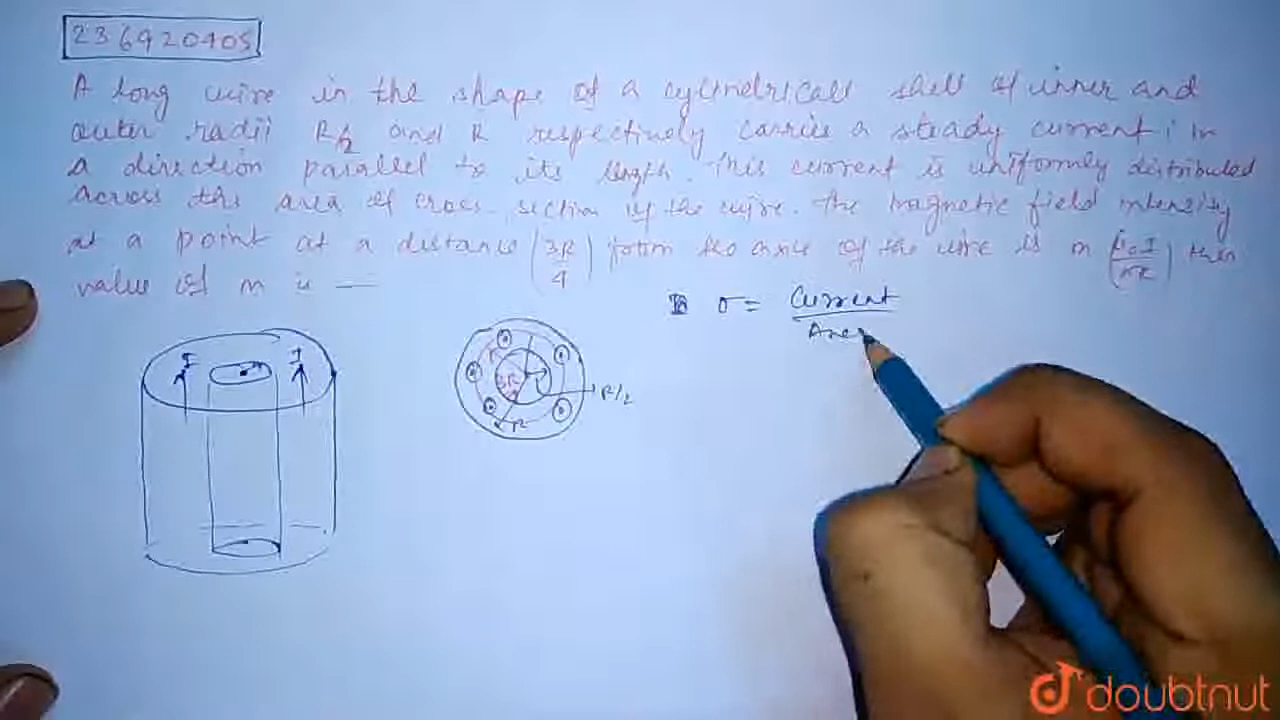 236920405
A long wire in the shape of a cylindrical shell of inner and
outer radii R/2 and R respectively carries a steady current i in
a direction parallel to its length. This current is uniformly distributed
across the area of cross-section of the wire. The magnetic field intensity
at a point at a distance (3R/4) from the axis of the wire is n (μ₀I/πR) then
value of n is —
σ = Current
Area
I I
R/2
3R
R
doubtnut